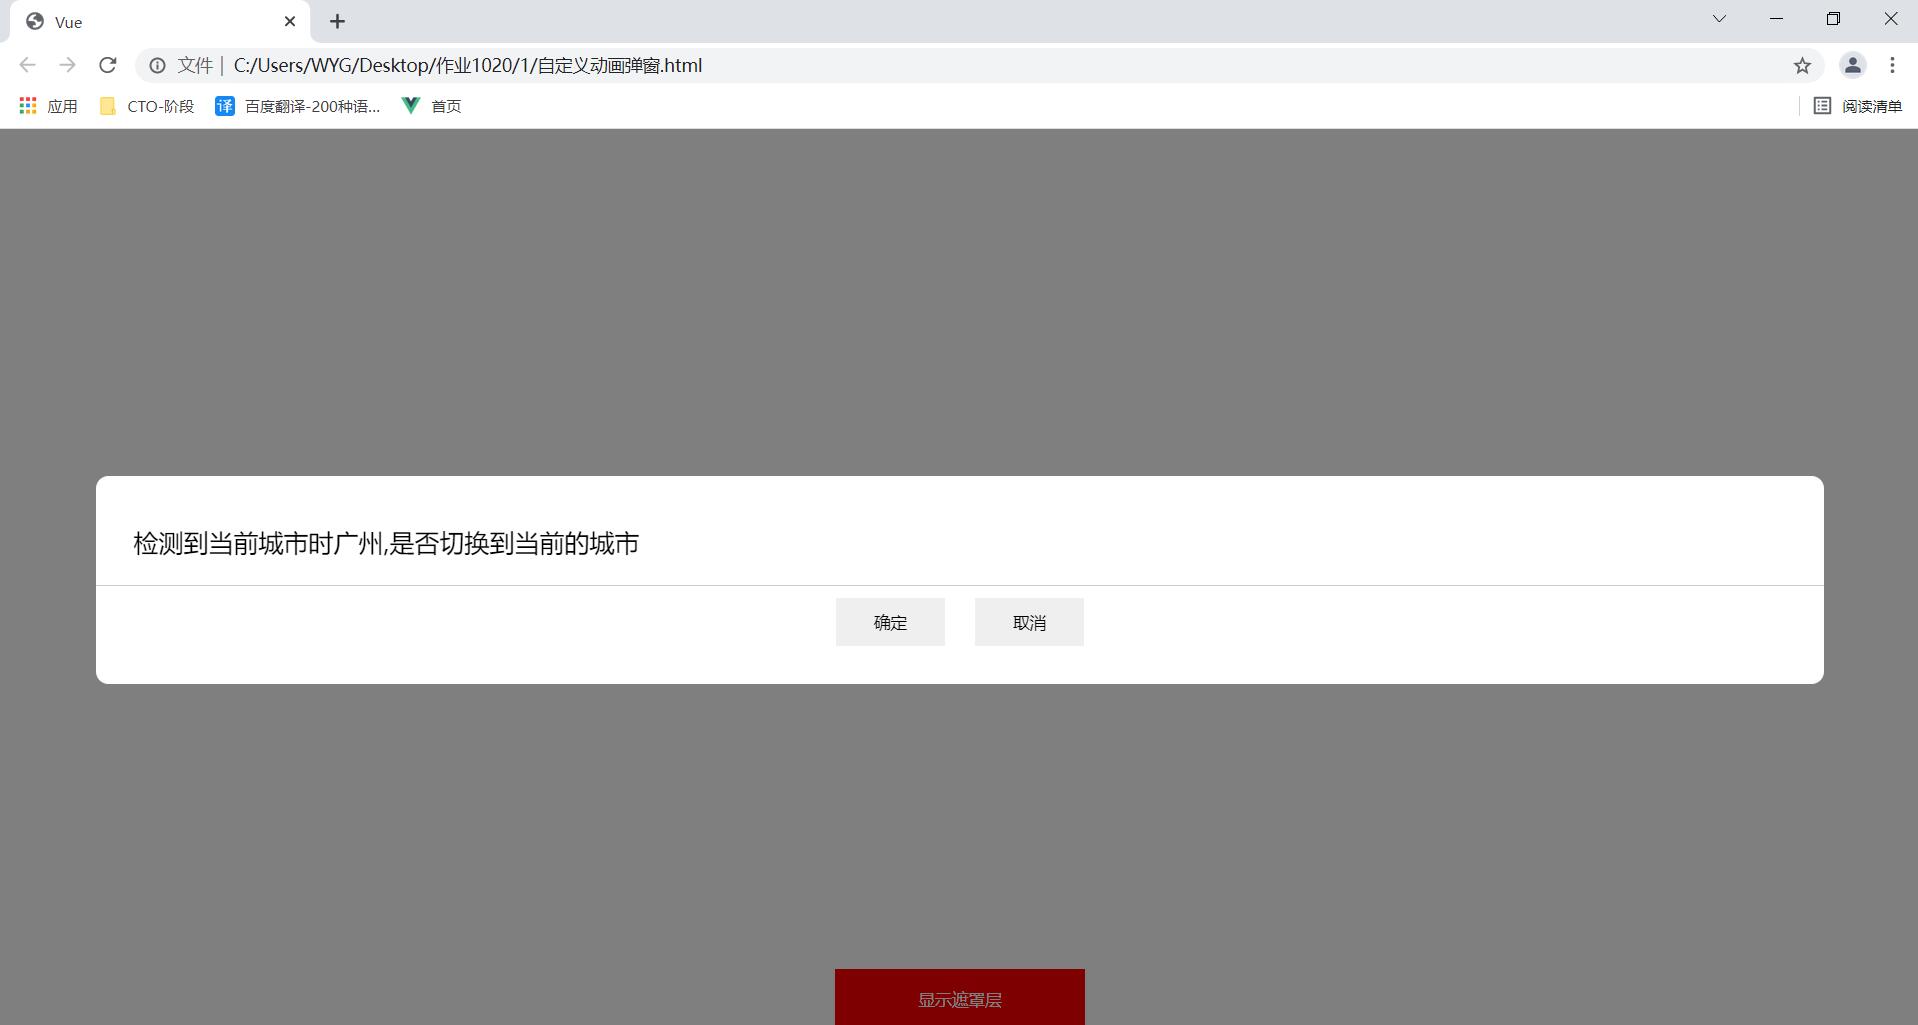 Vue
文件 | C:/Users/WYG/Desktop/作业1020/1/自定义动画弹窗.html
应用 CTO-阶段 译 百度翻译-200种语... 首页 阅读清单
检测到当前城市时广州,是否切换到当前的城市
确定 取消
显示遮罩层